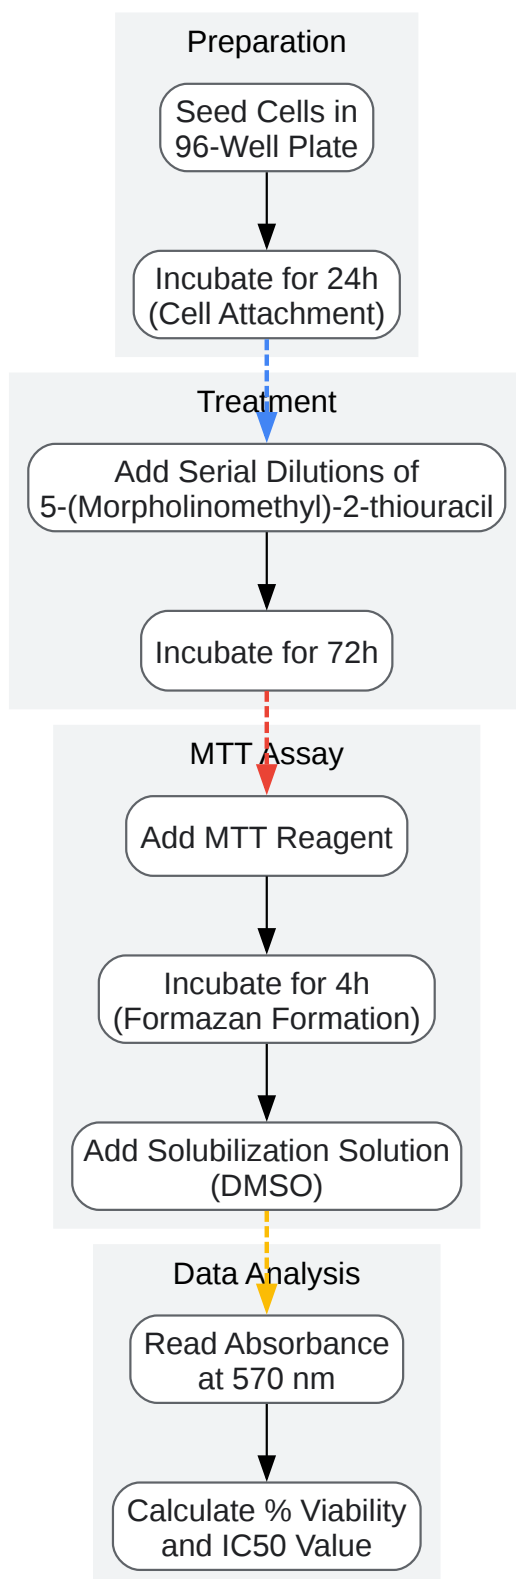 Preparation
Seed Cells in
96-Well Plate
Incubate for 24h
(Cell Attachment)
Treatment
Add Serial Dilutions of
5-(Morpholinomethyl)-2-thiouracil
Incubate for 72h
MTT Assay
Add MTT Reagent
Incubate for 4h
(Formazan Formation)
Add Solubilization Solution
(DMSO)
Data Analysis
Read Absorbance
at 570 nm
Calculate % Viability
and IC50 Value